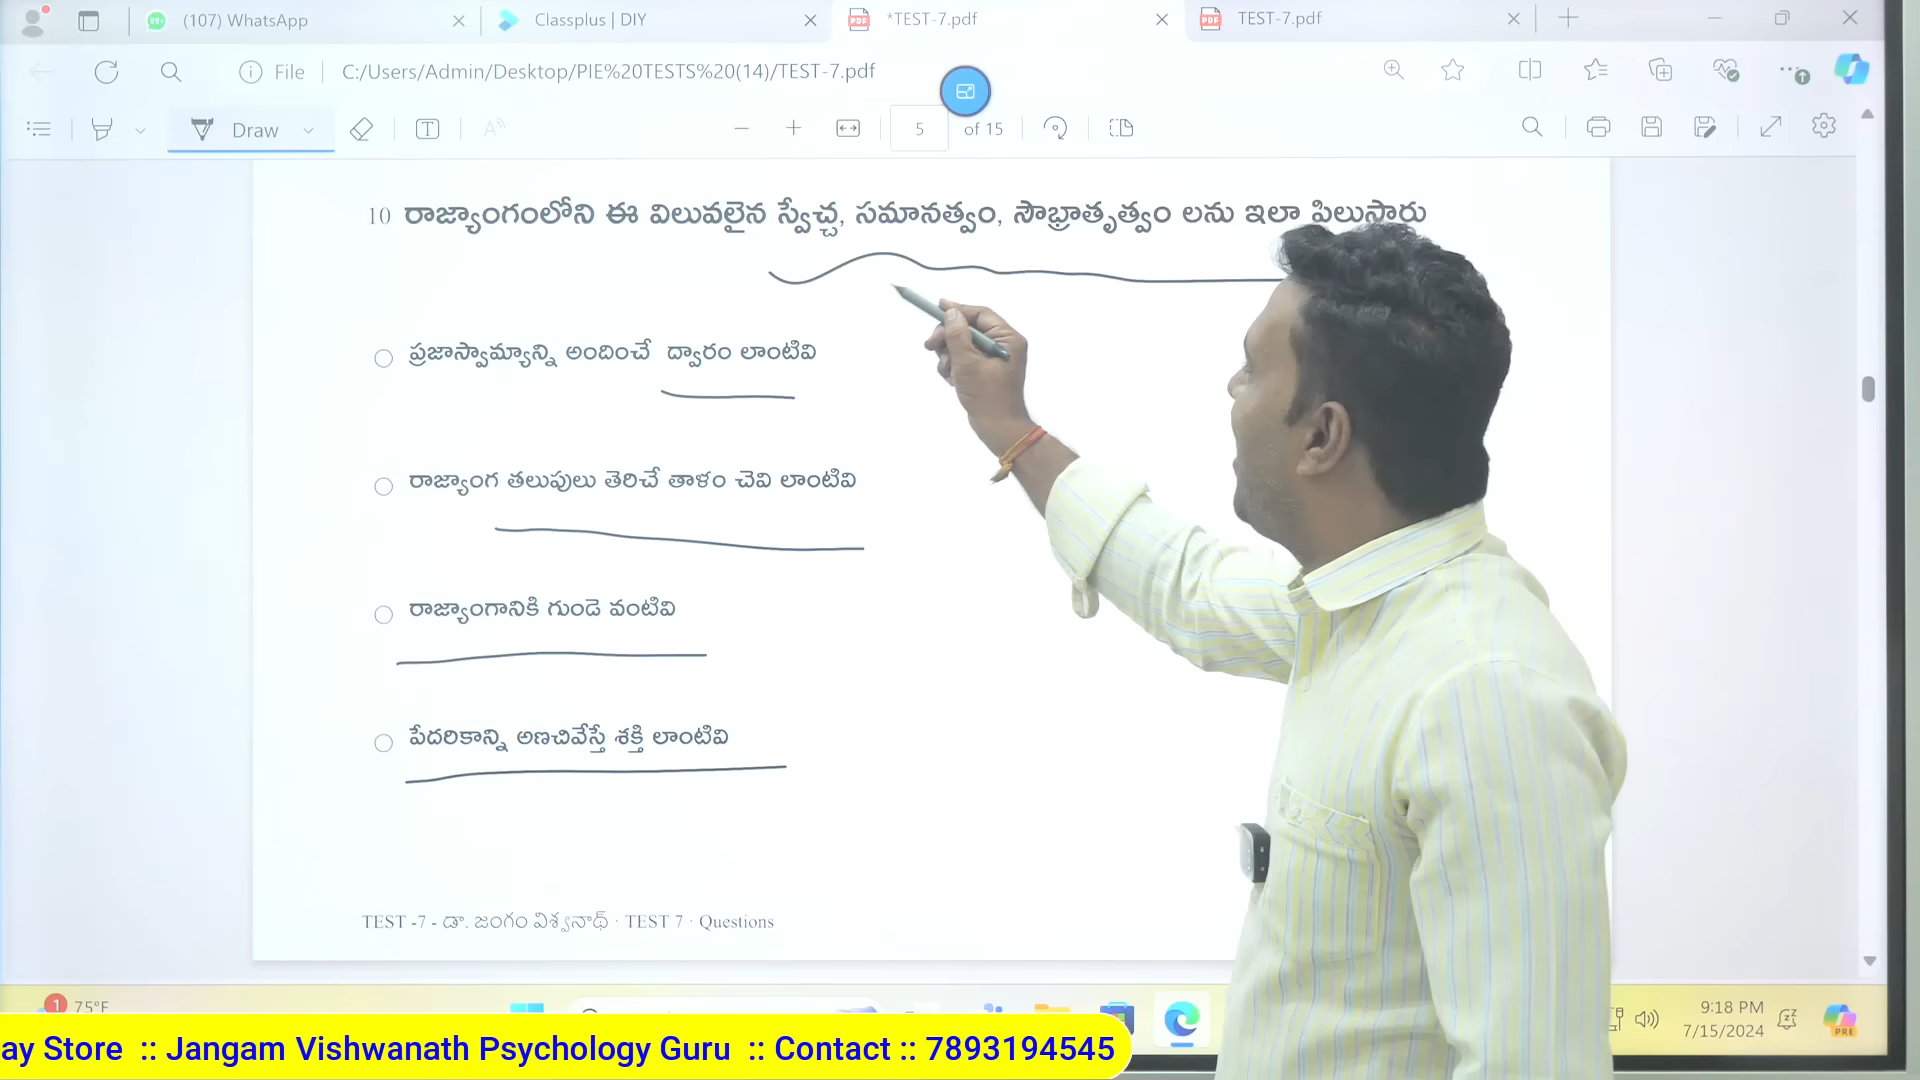 (107) WhatsApp
Classplus | DIY
*TEST-7.pdf
TEST-7.pdf
File
C:/Users/Admin/Desktop/PIE%20TESTS%20(14)/TEST-7.pdf
Draw
5 of 15
10 రాజ్యాంగంలోని ఈ విలువలైన స్వేచ్చ, సమానత్వం, సౌభ్రాతృత్వం లను ఇలా పిలుస్తారు
ప్రజాస్వామ్యాన్ని అందించే ద్వారం లాంటివి
రాజ్యాంగ తలుపులు తెరిచే తాళం చెవి లాంటివి
రాజ్యాంగానికి గుండె వంటివి
పేదరికాన్ని అణచివేస్తే శక్తి లాంటివి
TEST -7 - డా. జంగం విశ్వనాథ్ · TEST 7 · Questions
1 75°F
9:18 PM
7/15/2024
PRE
ay Store :: Jangam Vishwanath Psychology Guru :: Contact :: 7893194545